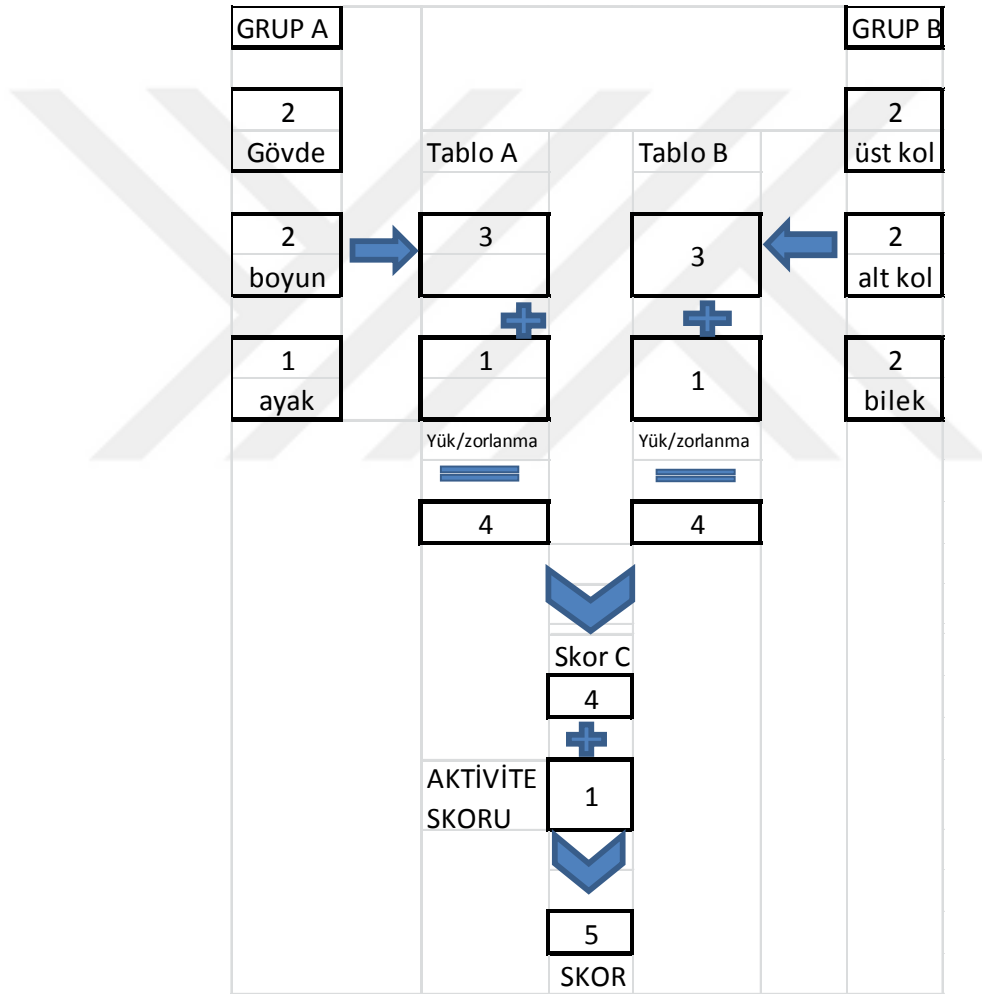 GRUP A
GRUP B
2
Gövde
2
üst kol
Tablo A
Tablo B
2
boyun
3
3
2
alt kol
1
ayak
1
1
2
bilek
Yük/zorlanma
Yük/zorlanma
4
4
Skor C
4
AKTİVİTE
SKORU
1
5
SKOR